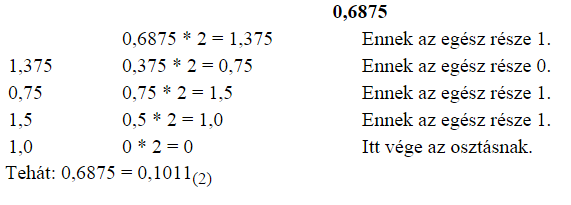 0,6875
0,6875 * 2 = 1,375 Ennek az egész része 1.
1,375 0,375 * 2 = 0,75 Ennek az egész része 0.
0,75 0,75 * 2 = 1,5 Ennek az egész része 1.
1,5 0,5 * 2 = 1,0 Ennek az egész része 1.
1,0 0 * 2 = 0 Itt vége az osztásnak.
Tehát: 0,6875 = 0,1011(2)